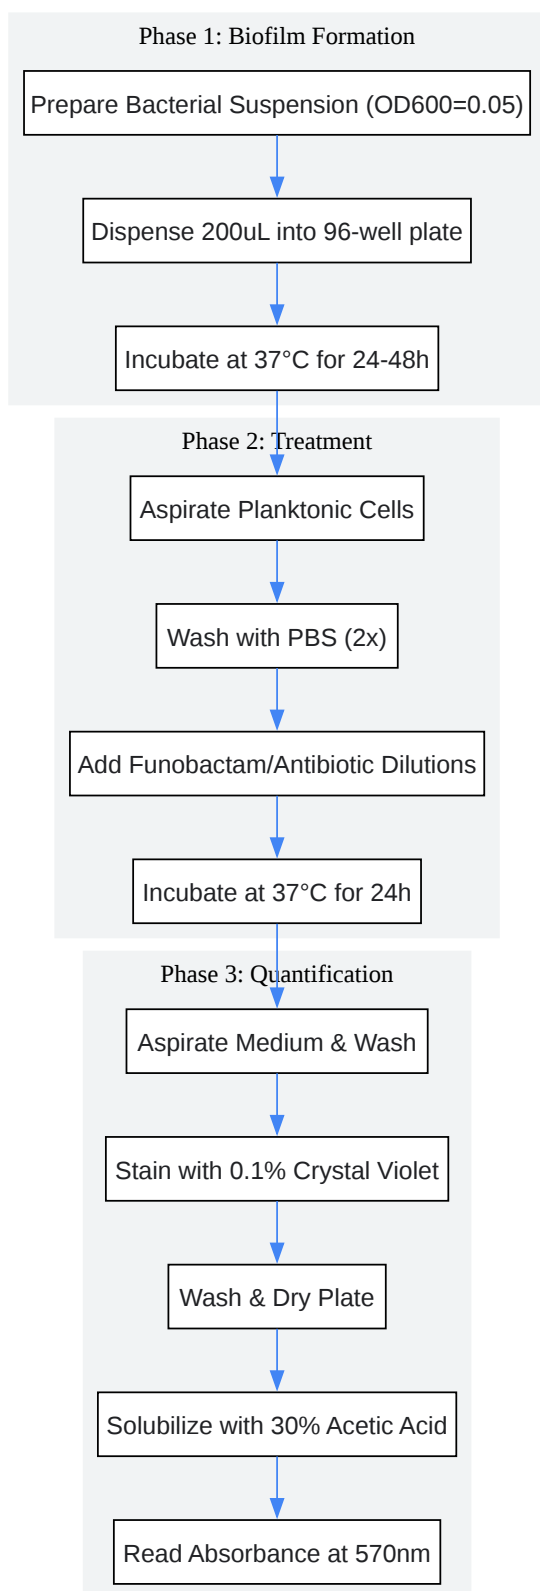 Phase 1: Biofilm Formation
Prepare Bacterial Suspension (OD600=0.05)
Dispense 200uL into 96-well plate
Incubate at 37°C for 24-48h
Phase 2: Treatment
Aspirate Planktonic Cells
Wash with PBS (2x)
Add Funobactam/Antibiotic Dilutions
Incubate at 37°C for 24h
Phase 3: Quantification
Aspirate Medium & Wash
Stain with 0.1% Crystal Violet
Wash & Dry Plate
Solubilize with 30% Acetic Acid
Read Absorbance at 570nm